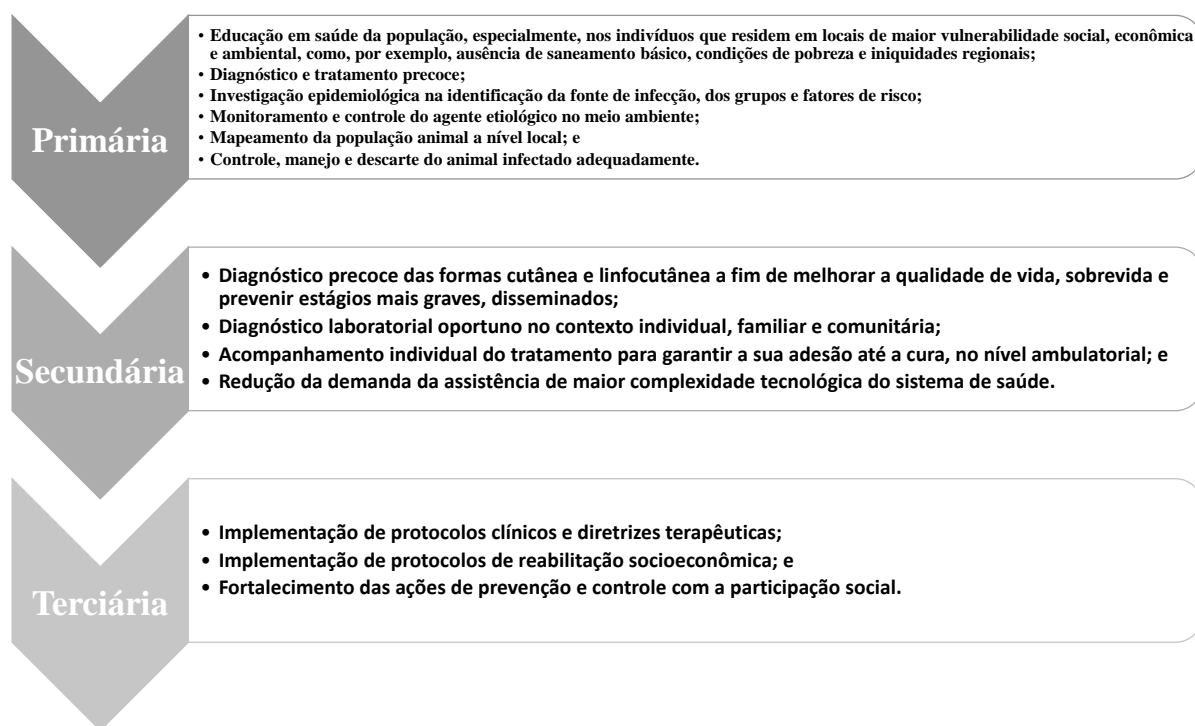 Primária
• Educação em saúde da população, especialmente, nos indivíduos que residem em locais de maior vulnerabilidade social, econômica
e ambiental, como, por exemplo, ausência de saneamento básico, condições de pobreza e iniquidades regionais;
• Diagnóstico e tratamento precoce;
• Investigação epidemiológica na identificação da fonte de infecção, dos grupos e fatores de risco;
• Monitoramento e controle do agente etiológico no meio ambiente;
• Mapeamento da população animal a nível local; e
• Controle, manejo e descarte do animal infectado adequadamente.
Secundária
• Diagnóstico precoce das formas cutânea e linfocutânea a fim de melhorar a qualidade de vida, sobrevida e
prevenir estágios mais graves, disseminados;
• Diagnóstico laboratorial oportuno no contexto individual, familiar e comunitária;
• Acompanhamento individual do tratamento para garantir a sua adesão até a cura, no nível ambulatorial; e
• Redução da demanda da assistência de maior complexidade tecnológica do sistema de saúde.
Terciária
• Implementação de protocolos clínicos e diretrizes terapêuticas;
• Implementação de protocolos de reabilitação socioeconômica; e
• Fortalecimento das ações de prevenção e controle com a participação social.